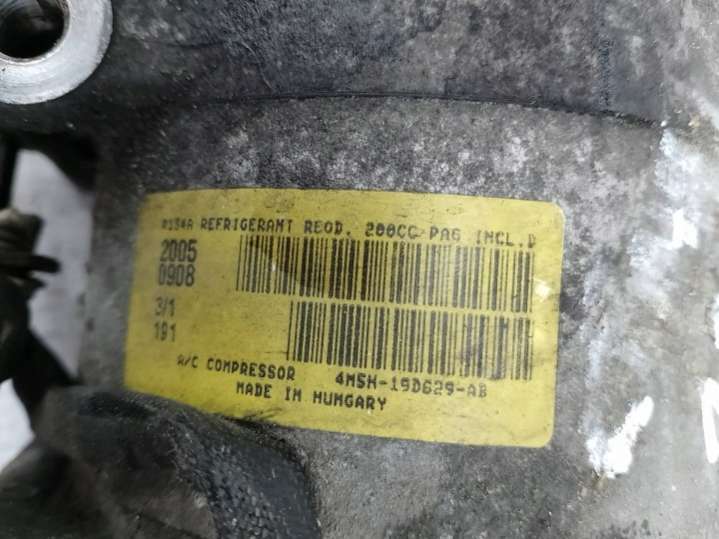 R134A REFRIGERANT REQD. 200CC PAG INCL.D
2005
0908
3/1
191
A/C COMPRESSOR 4M5H-19D629-AB
MADE IN HUNGARY